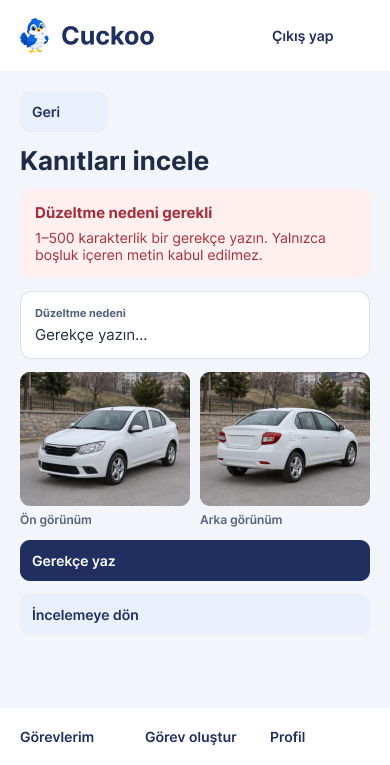 Cuckoo
Çıkış yap
Geri
Kanıtları incele
Düzeltme nedeni gerekli
1–500 karakterlik bir gerekçe yazın. Yalnızca
boşluk içeren metin kabul edilmez.
Düzeltme nedeni
Gerekçe yazın...
Ön görünüm
Arka görünüm
Gerekçe yaz
İncelemeye dön
Görevlerim
Görev oluştur
Profil